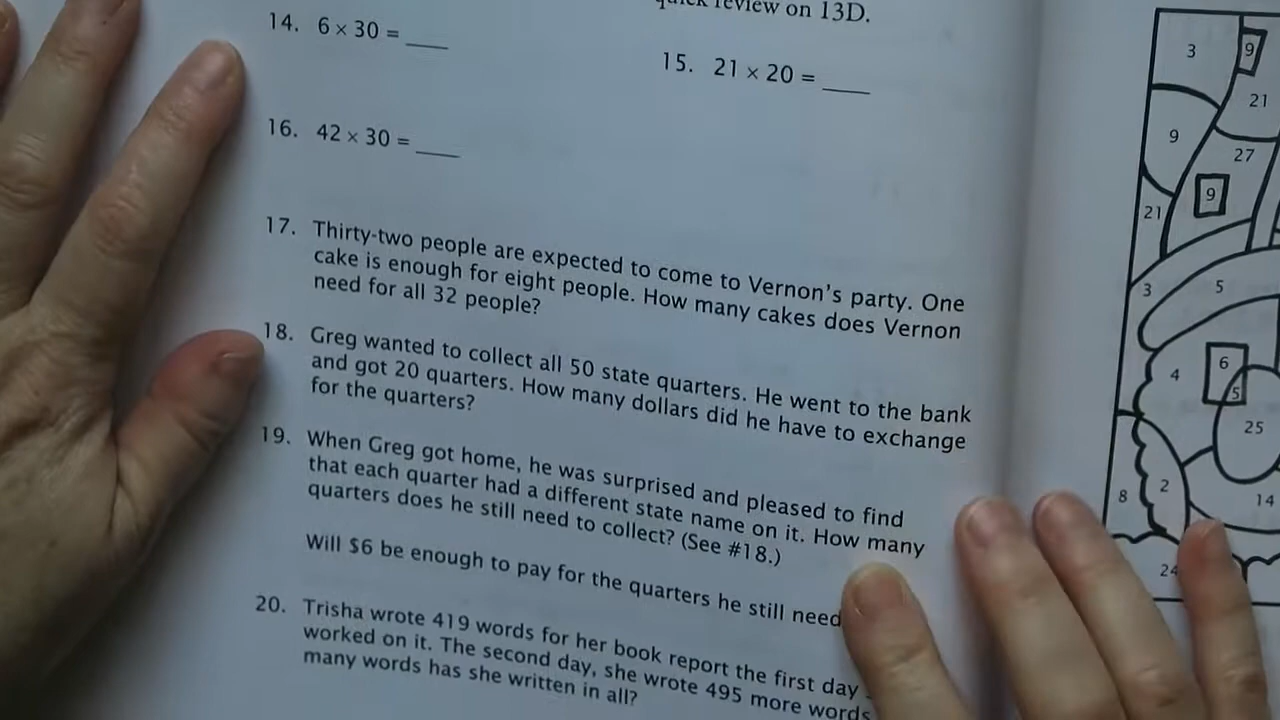 quick review on 13D.
14. 6 × 30 = ___
15. 21 × 20 = ___
16. 42 × 30 = ___
17. Thirty-two people are expected to come to Vernon's party. One
cake is enough for eight people. How many cakes does Vernon
need for all 32 people?
18. Greg wanted to collect all 50 state quarters. He went to the bank
and got 20 quarters. How many dollars did he have to exchange
for the quarters?
19. When Greg got home, he was surprised and pleased to find
that each quarter had a different state name on it. How many
quarters does he still need to collect? (See #18.)
Will $6 be enough to pay for the quarters he still need
20. Trisha wrote 419 words for her book report the first day
worked on it. The second day, she wrote 495 more words
many words has she written in all?
3
9
21
9
27
9
21
3
5
4
6
5
25
8
2
14
24